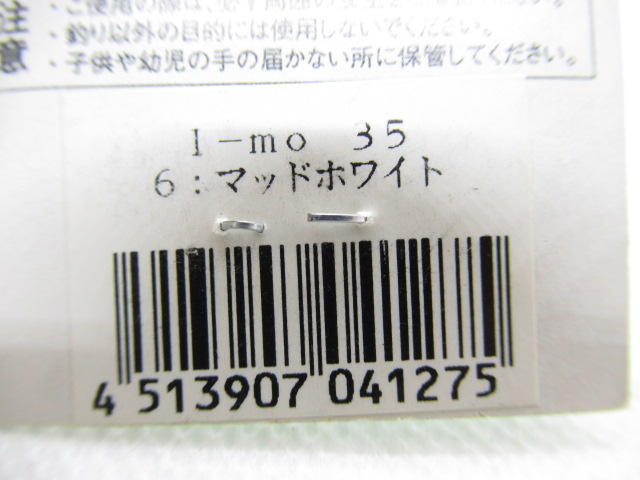 注
意
・釣り以外の目的には使用しないでください。
・子供や幼児の手の届かない所に保管してください。
I-mo 35
6:マッドホワイト
4 513907 041275